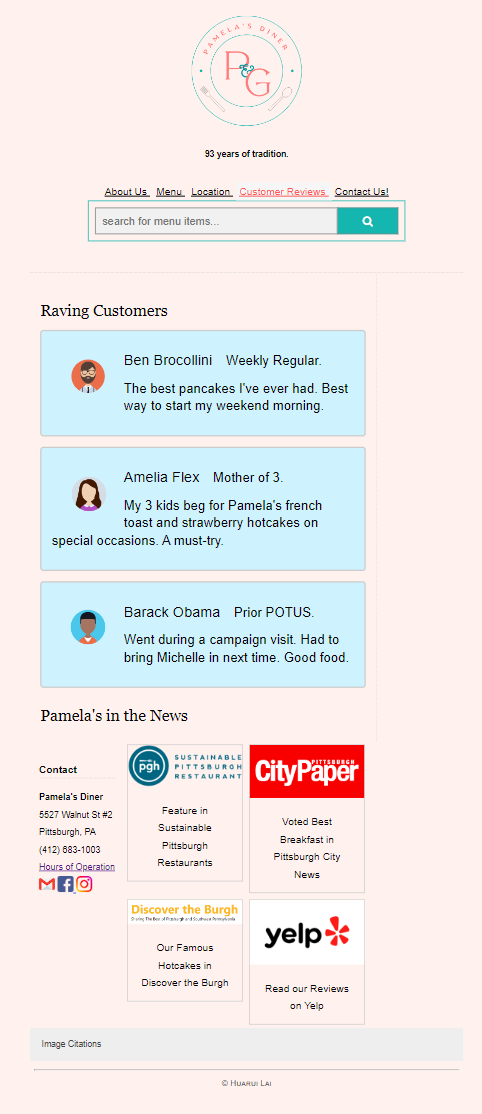 PAMELA'S DINER
P&G
93 years of tradition.
About Us Menu Location Customer Reviews Contact Us!
search for menu items...
Raving Customers
Ben Brocollini Weekly Regular.
The best pancakes I've ever had. Best
way to start my weekend morning.
Amelia Flex Mother of 3.
My 3 kids beg for Pamela's french
toast and strawberry hotcakes on
special occasions. A must-try.
Barack Obama Prior POTUS.
Went during a campaign visit. Had to
bring Michelle in next time. Good food.
Pamela's in the News
Contact
Pamela's Diner
5527 Walnut St #2
Pittsburgh, PA
(412) 683-1003
Hours of Operation
pgh
SUSTAINABLE
PITTSBURGH
RESTAURANT
Feature in
Sustainable
Pittsburgh
Restaurants
PITTSBURGH
CityPaper
Voted Best
Breakfast in
Pittsburgh City
News
Discover the Burgh
Sharing The Best of Pittsburgh and Southwest Pennsylvania
Our Famous
Hotcakes in
Discover the Burgh
yelp
Read our Reviews
on Yelp
Image Citations
© Huarui Lai